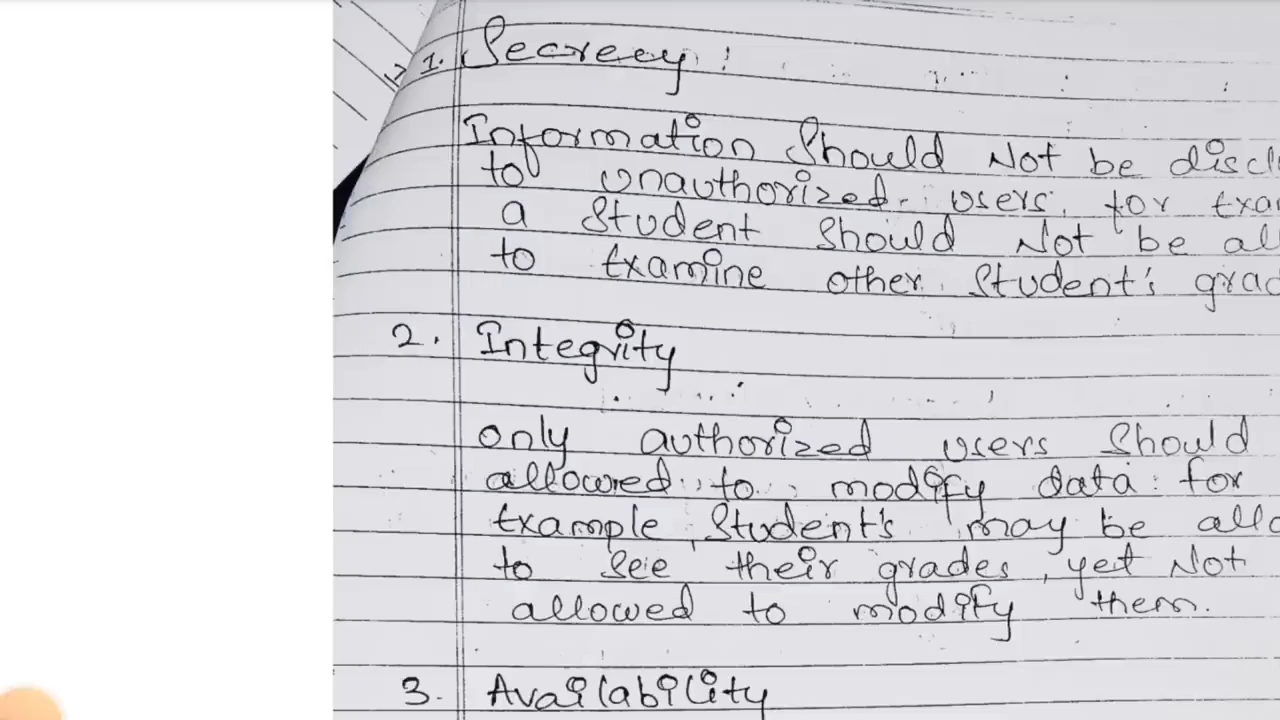 1. Secrecy :
Information Should Not be discl
to unauthorized users. for exa
a Student Should Not be all
to Examine other Student's grad
2. Integrity
only authorized users Should
allowed to modify data. for
Example, Student's may be allo
to See their grades, yet Not
allowed to modify them.
3. Availability